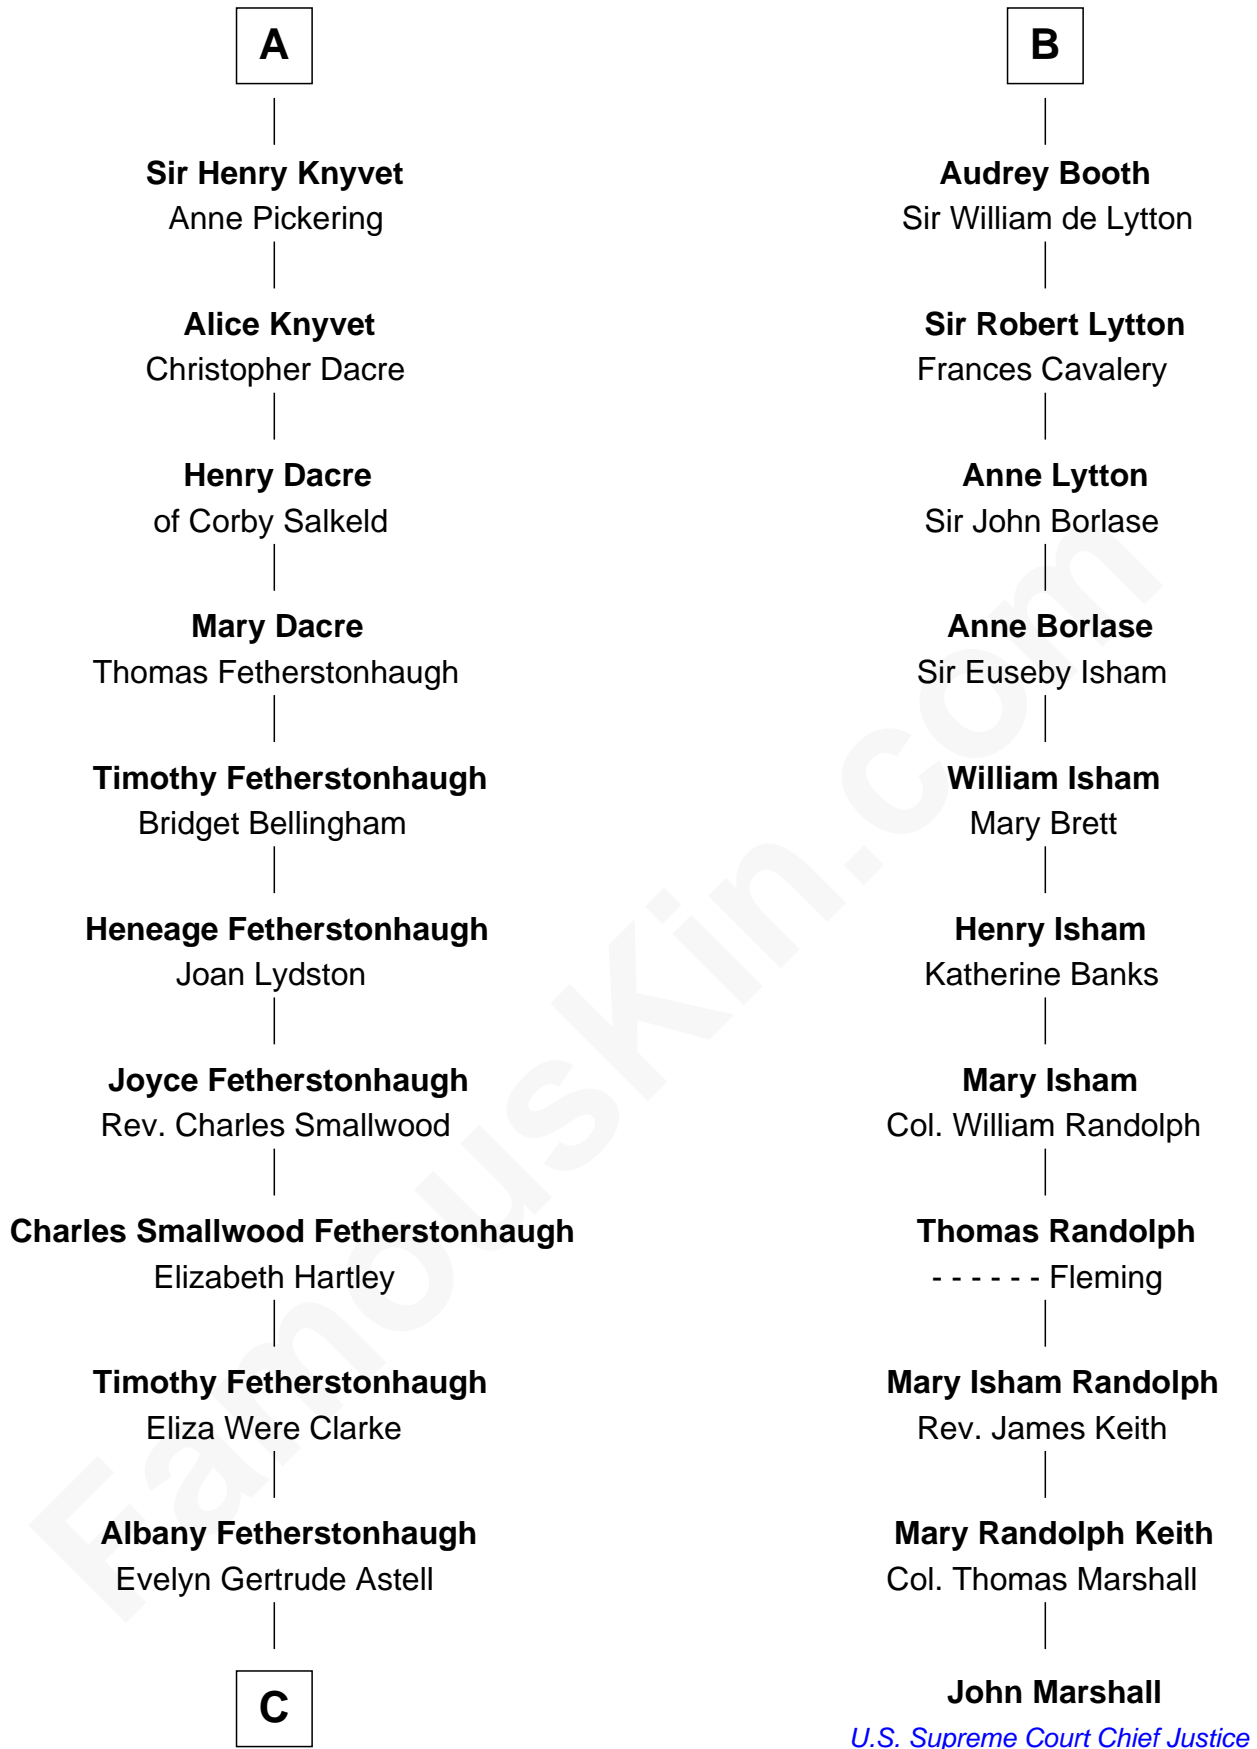 A
Sir Henry Knyvet
Anne Pickering
Alice Knyvet
Christopher Dacre
Henry Dacre
of Corby Salkeld
Mary Dacre
Thomas Fetherstonhaugh
Timothy Fetherstonhaugh
Bridget Bellingham
Heneage Fetherstonhaugh
Joan Lydston
Joyce Fetherstonhaugh
Rev. Charles Smallwood
Charles Smallwood Fetherstonhaugh
Elizabeth Hartley
Timothy Fetherstonhaugh
Eliza Were Clarke
Albany Fetherstonhaugh
Evelyn Gertrude Astell
C
B
Audrey Booth
Sir William de Lytton
Sir Robert Lytton
Frances Cavalery
Anne Lytton
Sir John Borlase
Anne Borlase
Sir Euseby Isham
William Isham
Mary Brett
Henry Isham
Katherine Banks
Mary Isham
Col. William Randolph
Thomas Randolph
- - - - - - Fleming
Mary Isham Randolph
Rev. James Keith
Mary Randolph Keith
Col. Thomas Marshall
John Marshall
U.S. Supreme Court Chief Justice
FamousKin.com